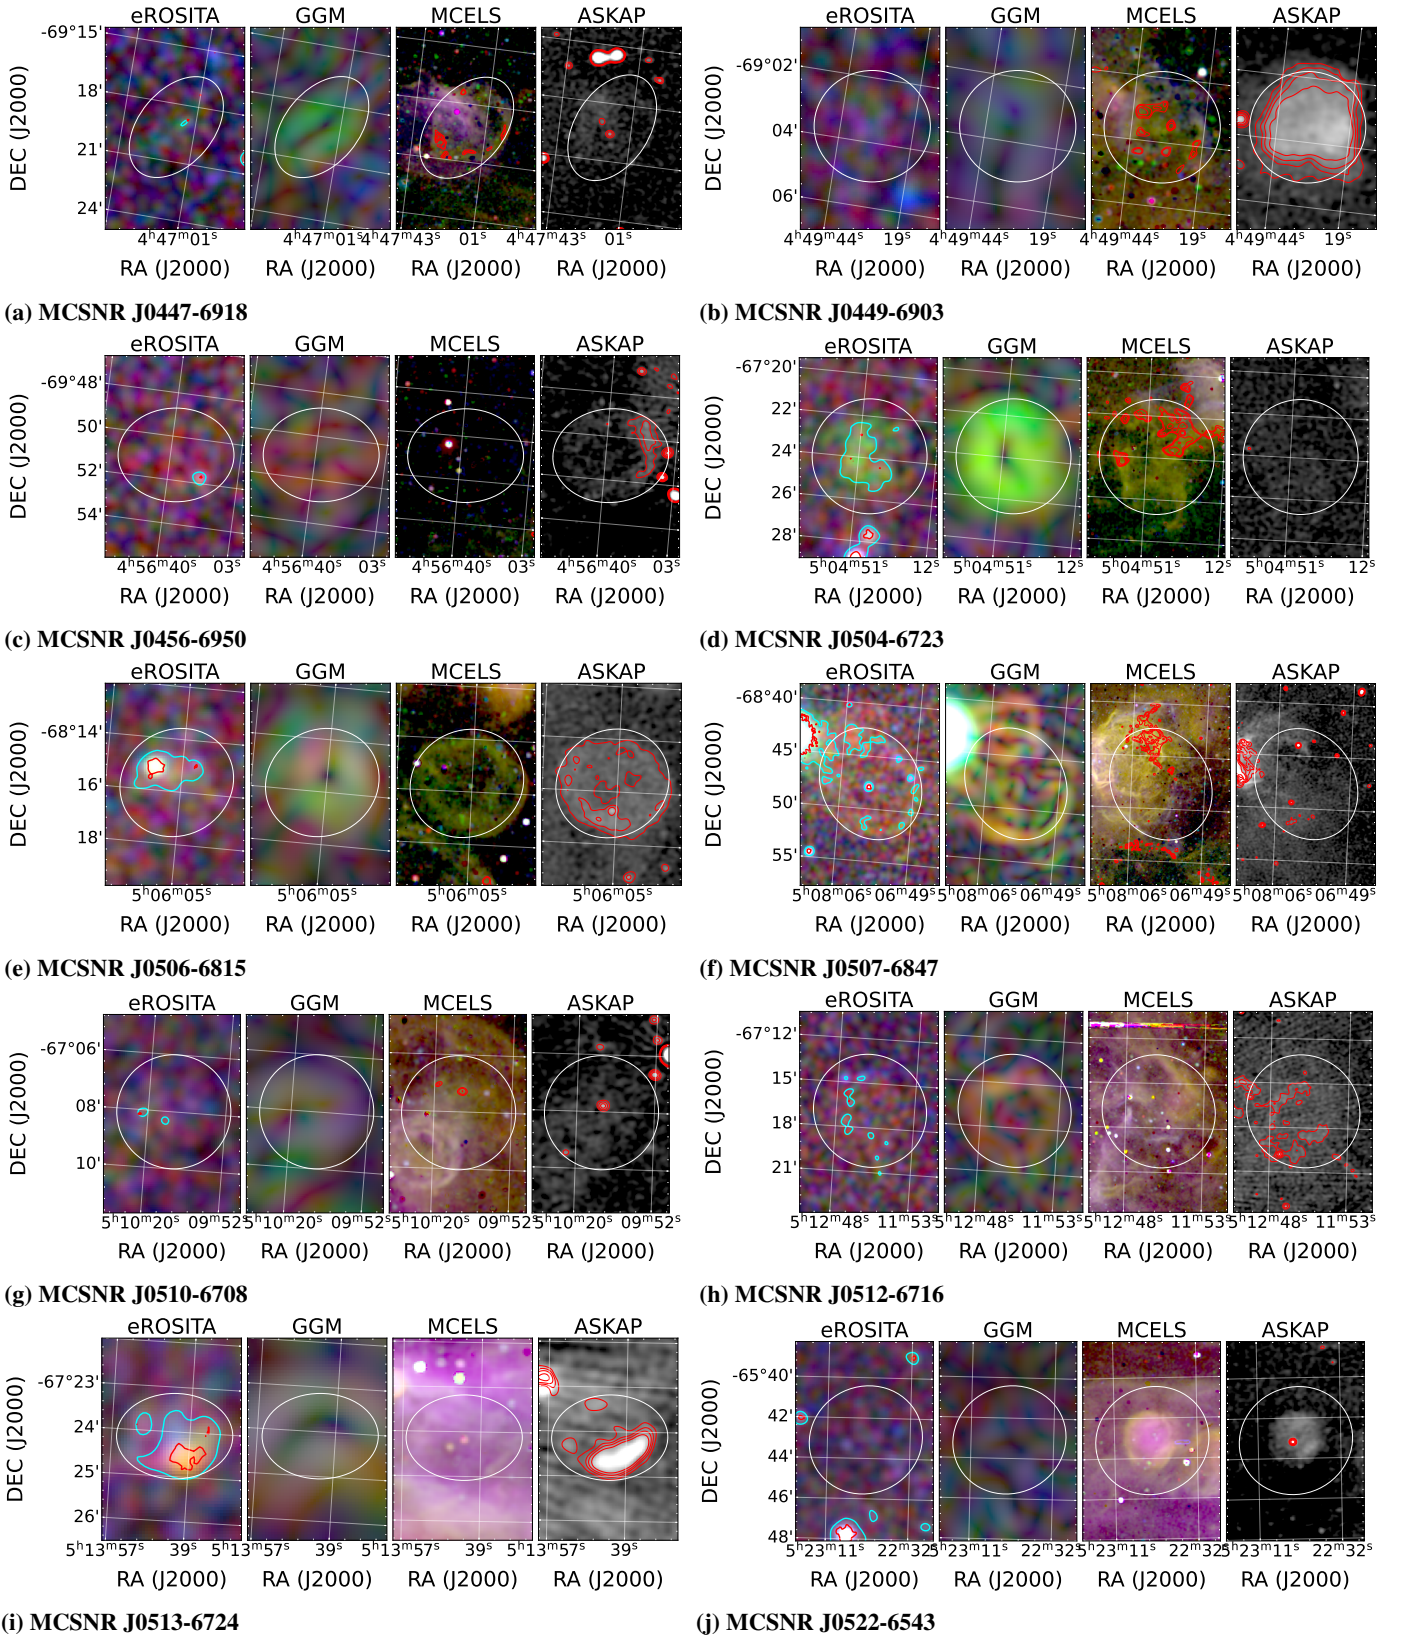 eROSITA GGM MCELS ASKAP
DEC (J2000)
-69°15'
18'
21'
24'
4ʰ47ᵐ01ˢ 4ʰ47ᵐ01ˢ 4ʰ47ᵐ43ˢ 01ˢ 4ʰ47ᵐ43ˢ 01ˢ
RA (J2000) RA (J2000) RA (J2000) RA (J2000)
(a) MCSNR J0447-6918
eROSITA GGM MCELS ASKAP
DEC (J2000)
-69°02'
04'
06'
4ʰ49ᵐ44ˢ 19ˢ 4ʰ49ᵐ44ˢ 19ˢ 4ʰ49ᵐ44ˢ 19ˢ 4ʰ49ᵐ44ˢ 19ˢ
RA (J2000) RA (J2000) RA (J2000) RA (J2000)
(b) MCSNR J0449-6903
eROSITA GGM MCELS ASKAP
DEC (J2000)
-69°48'
50'
52'
54'
4ʰ56ᵐ40ˢ 03ˢ 4ʰ56ᵐ40ˢ 03ˢ 4ʰ56ᵐ40ˢ 03ˢ 4ʰ56ᵐ40ˢ 03ˢ
RA (J2000) RA (J2000) RA (J2000) RA (J2000)
(c) MCSNR J0456-6950
eROSITA GGM MCELS ASKAP
DEC (J2000)
-67°20'
22'
24'
26'
28'
5ʰ04ᵐ51ˢ 12ˢ 5ʰ04ᵐ51ˢ 12ˢ 5ʰ04ᵐ51ˢ 12ˢ 5ʰ04ᵐ51ˢ 12ˢ
RA (J2000) RA (J2000) RA (J2000) RA (J2000)
(d) MCSNR J0504-6723
eROSITA GGM MCELS ASKAP
DEC (J2000)
-68°14'
16'
18'
5ʰ06ᵐ05ˢ 5ʰ06ᵐ05ˢ 5ʰ06ᵐ05ˢ 5ʰ06ᵐ05ˢ
RA (J2000) RA (J2000) RA (J2000) RA (J2000)
(e) MCSNR J0506-6815
eROSITA GGM MCELS ASKAP
DEC (J2000)
-68°40'
45'
50'
55'
5ʰ08ᵐ06ˢ 06ᵐ49ˢ 5ʰ08ᵐ06ˢ 06ᵐ49ˢ 5ʰ08ᵐ06ˢ 06ᵐ49ˢ 5ʰ08ᵐ06ˢ 06ᵐ49ˢ
RA (J2000) RA (J2000) RA (J2000) RA (J2000)
(f) MCSNR J0507-6847
eROSITA GGM MCELS ASKAP
DEC (J2000)
-67°06'
08'
10'
5ʰ10ᵐ20ˢ 09ᵐ52ˢ 5ʰ10ᵐ20ˢ 09ᵐ52ˢ 5ʰ10ᵐ20ˢ 09ᵐ52ˢ 5ʰ10ᵐ20ˢ 09ᵐ52ˢ
RA (J2000) RA (J2000) RA (J2000) RA (J2000)
(g) MCSNR J0510-6708
eROSITA GGM MCELS ASKAP
DEC (J2000)
-67°12'
15'
18'
21'
5ʰ12ᵐ48ˢ 11ᵐ53ˢ 5ʰ12ᵐ48ˢ 11ᵐ53ˢ 5ʰ12ᵐ48ˢ 11ᵐ53ˢ 5ʰ12ᵐ48ˢ 11ᵐ53ˢ
RA (J2000) RA (J2000) RA (J2000) RA (J2000)
(h) MCSNR J0512-6716
eROSITA GGM MCELS ASKAP
DEC (J2000)
-67°23'
24'
25'
26'
5ʰ13ᵐ57ˢ 39ˢ 5ʰ13ᵐ57ˢ 39ˢ 5ʰ13ᵐ57ˢ 39ˢ 5ʰ13ᵐ57ˢ 39ˢ
RA (J2000) RA (J2000) RA (J2000) RA (J2000)
(i) MCSNR J0513-6724
eROSITA GGM MCELS ASKAP
DEC (J2000)
-65°40'
42'
44'
46'
48'
5ʰ23ᵐ11ˢ 22ᵐ32ˢ 5ʰ23ᵐ11ˢ 22ᵐ32ˢ 5ʰ23ᵐ11ˢ 22ᵐ32ˢ 5ʰ23ᵐ11ˢ 22ᵐ32ˢ
RA (J2000) RA (J2000) RA (J2000) RA (J2000)
(j) MCSNR J0522-6543